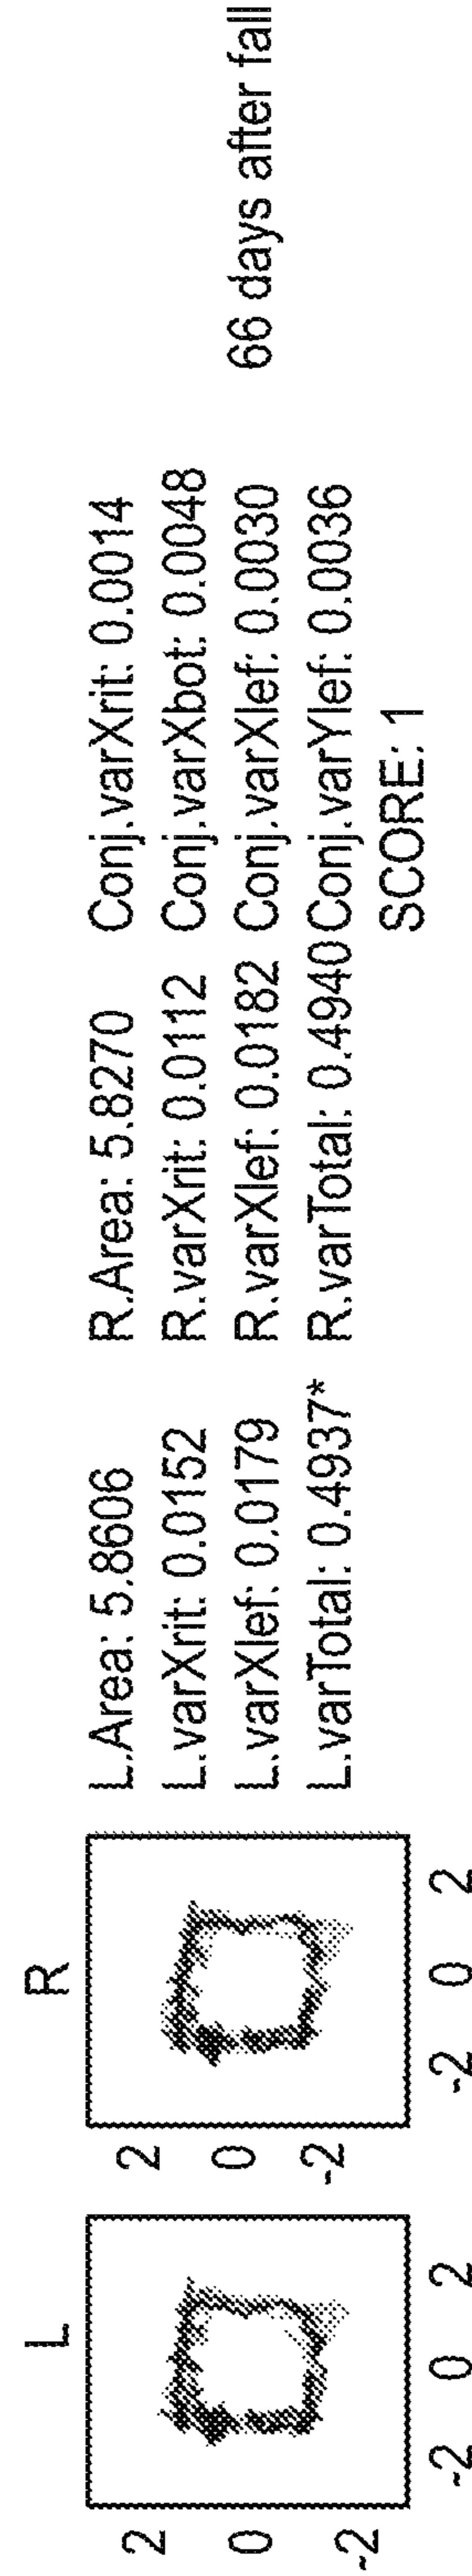 L R
2 2
0 0
-2 -2
-2 0 2 -2 0 2
L.Area: 5.8606 R.Area: 5.8270 Conj.varXrit: 0.0014
L.varXrit: 0.0152 R.varXrit: 0.0112 Conj.varXbot: 0.0048
L.varXlef: 0.0179 R.varXlef: 0.0182 Conj.varXlef: 0.0030
L.varTotal: 0.4937* R.varTotal: 0.4940 Conj.varYlef: 0.0036
SCORE: 1
66 days after fall